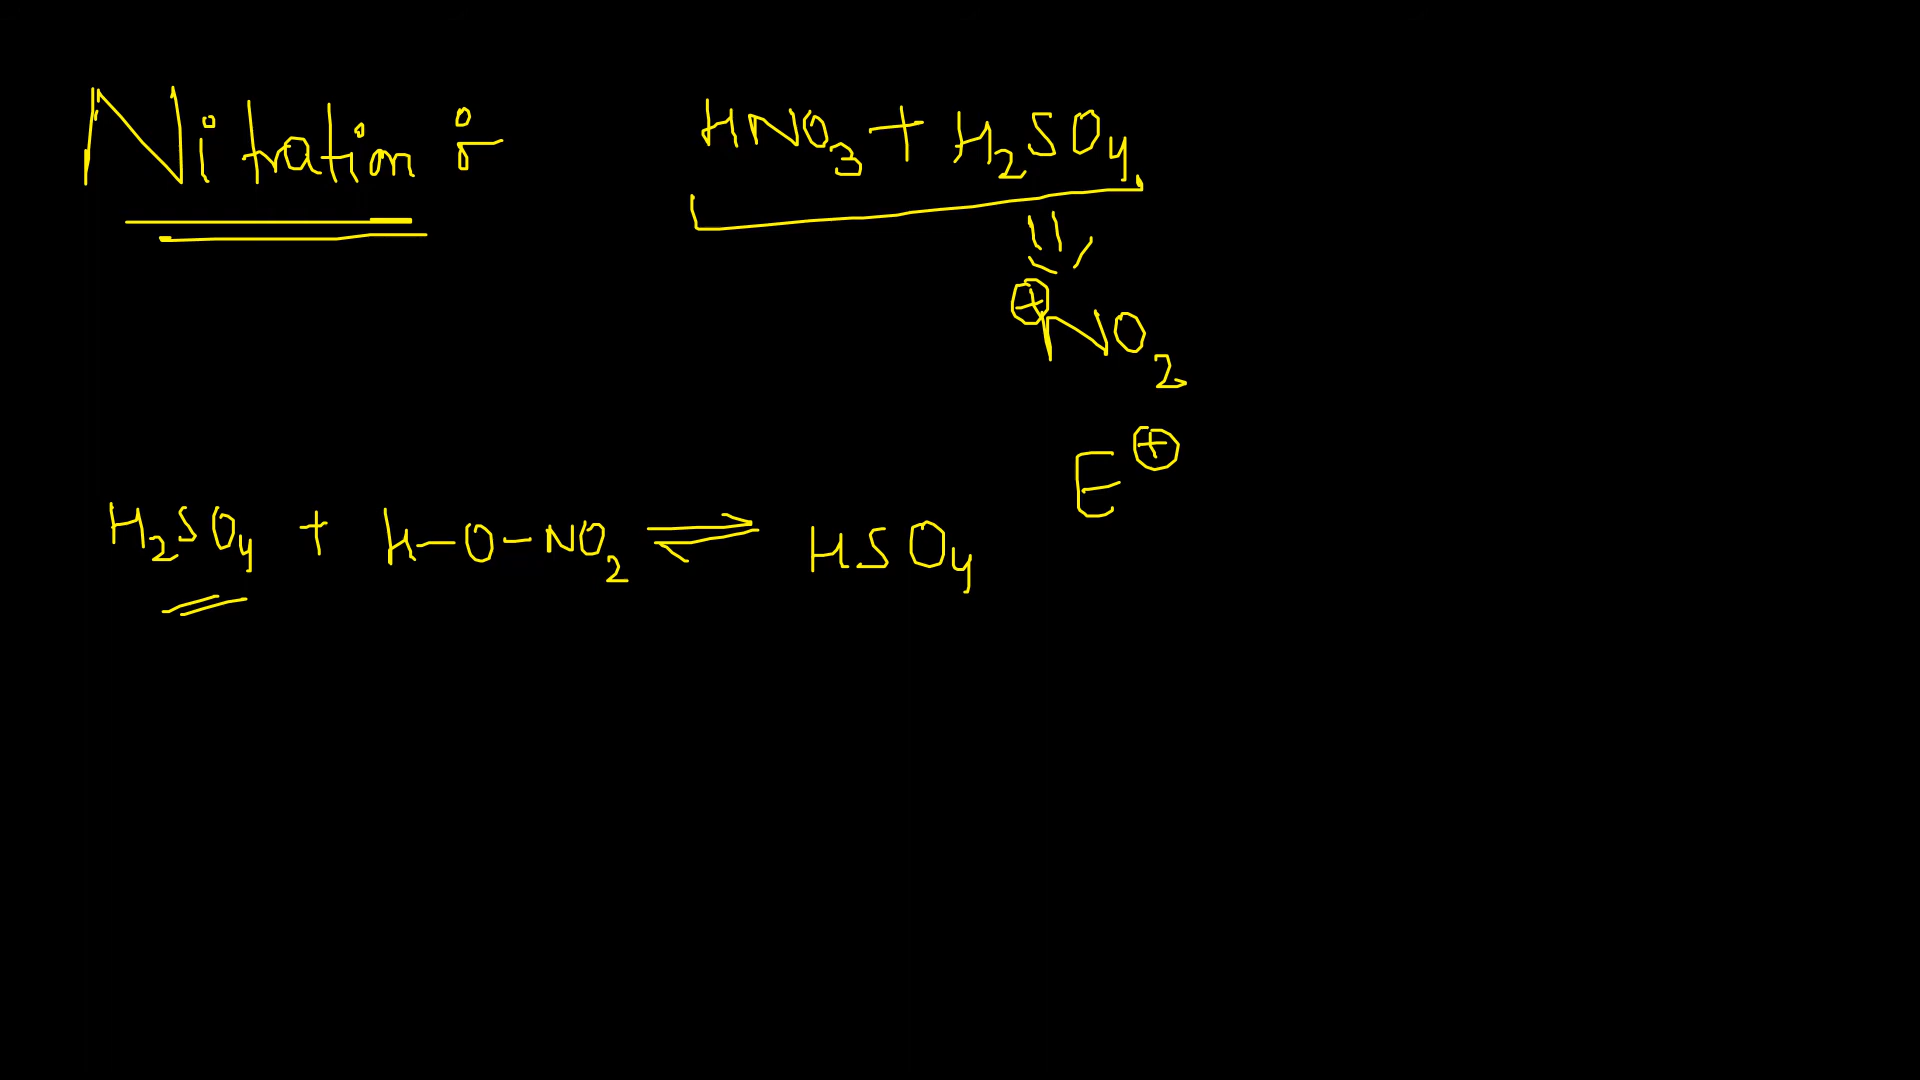 Nitration :-
HNO₃ + H₂SO₄
⊕NO₂
E⊕
H₂SO₄ + H-O-NO₂ ⇌ HSO₄